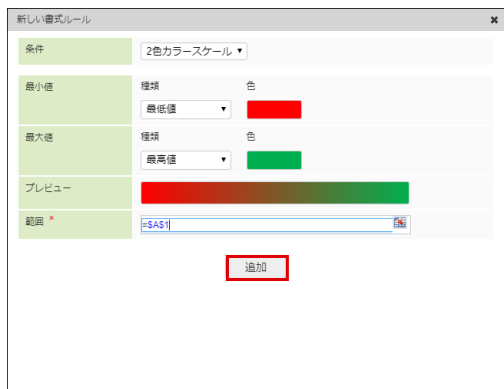 新しい書式ルール ×
条件 2色カラースケール
最小値 種類 色
最低値
最大値 種類 色
最高値
プレビュー
範囲 * =$A$1
追加